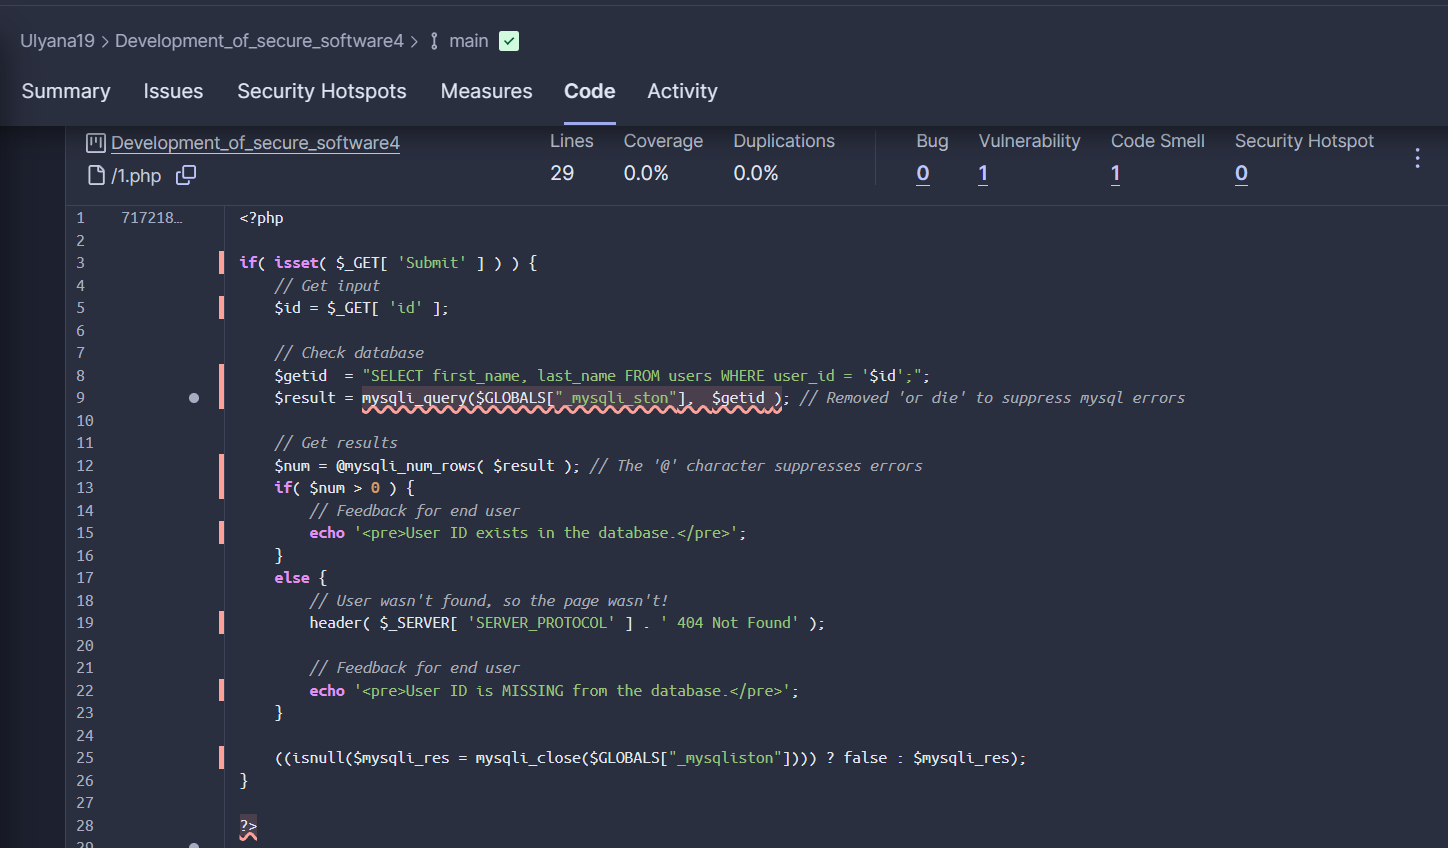 Ulyana19 > Development_of_secure_software4 > main
Summary Issues Security Hotspots Measures Code Activity
Development_of_secure_software4 Lines Coverage Duplications Bug Vulnerability Code Smell Security Hotspot
/1.php 29 0.0% 0.0% 0 1 1 0
1 717218... <?php
2
3 if( isset( $_GET[ 'Submit' ] ) ) {
4 // Get input
5 $id = $_GET[ 'id' ];
6
7 // Check database
8 $getid  = "SELECT first_name, last_name FROM users WHERE user_id = '$id';";
9 $result = mysqli_query($GLOBALS["_mysqli_ston"],  $getid ); // Removed 'or die' to suppress mysql errors
10
11 // Get results
12 $num = @mysqli_num_rows( $result ); // The '@' character suppresses errors
13 if( $num > 0 ) {
14 // Feedback for end user
15 echo '<pre>User ID exists in the database.</pre>';
16 }
17 else {
18 // User wasn't found, so the page wasn't!
19 header( $_SERVER[ 'SERVER_PROTOCOL' ] . ' 404 Not Found' );
20
21 // Feedback for end user
22 echo '<pre>User ID is MISSING from the database.</pre>';
23 }
24
25 ((isnull($mysqli_res = mysqli_close($GLOBALS["_mysqliston"]))) ? false : $mysqli_res);
26 }
27
28 ?>
29